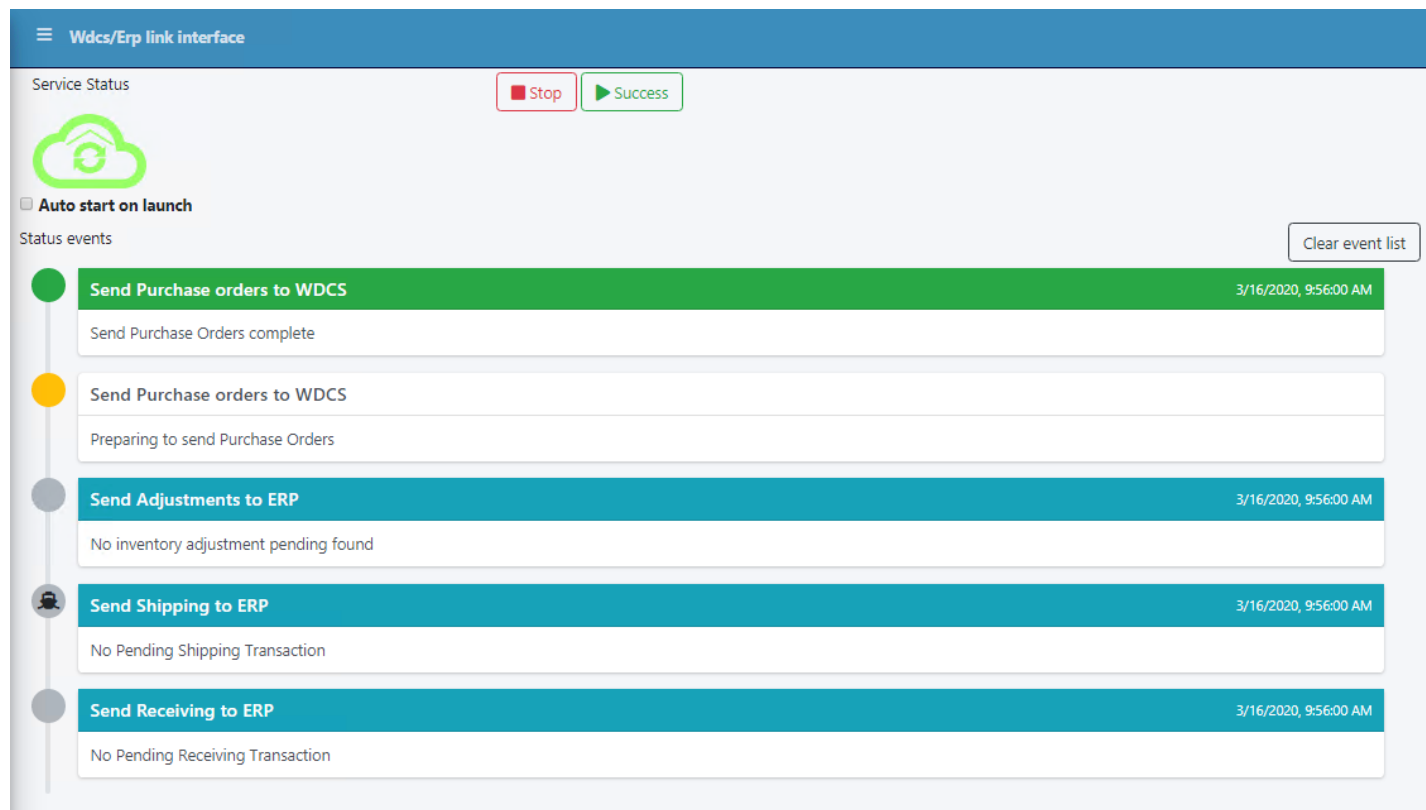 Wdcs/Erp link interface
Service Status
Stop
Success
Auto start on launch
Status events
Clear event list
Send Purchase orders to WDCS 3/16/2020, 9:56:00 AM
Send Purchase Orders complete
Send Purchase orders to WDCS
Preparing to send Purchase Orders
Send Adjustments to ERP 3/16/2020, 9:56:00 AM
No inventory adjustment pending found
Send Shipping to ERP 3/16/2020, 9:56:00 AM
No Pending Shipping Transaction
Send Receiving to ERP 3/16/2020, 9:56:00 AM
No Pending Receiving Transaction